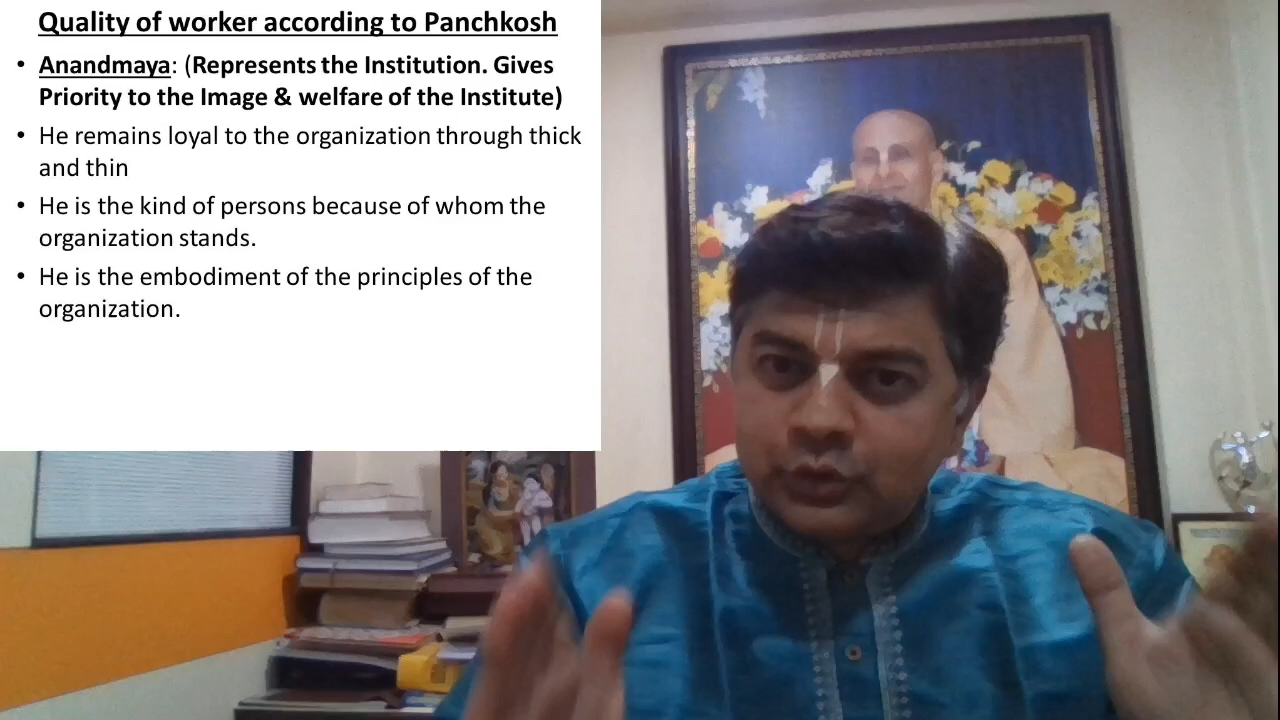 Quality of worker according to Panchkosh
• Anandmaya: (Represents the Institution. Gives
Priority to the Image & welfare of the Institute)
• He remains loyal to the organization through thick
and thin
• He is the kind of persons because of whom the
organization stands.
• He is the embodiment of the principles of the
organization.